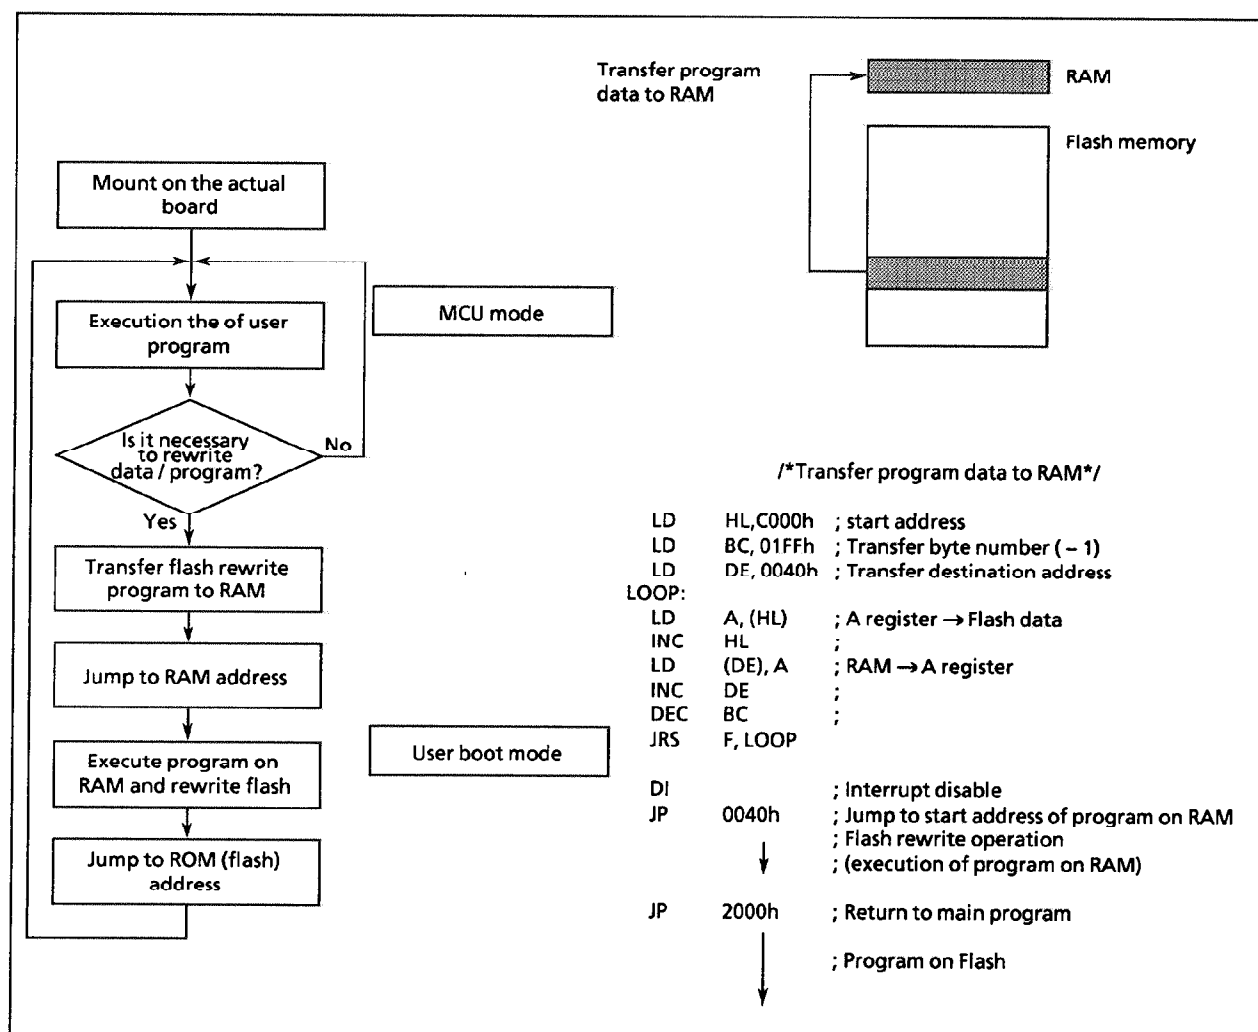 Transfer program
data to RAM
RAM
Flash memory
Mount on the actual
board
Execution the of user
program
MCU mode
Is it necessary
to rewrite
data / program?
No
Yes
Transfer flash rewrite
program to RAM
Jump to RAM address
Execute program on
RAM and rewrite flash
User boot mode
Jump to ROM (flash)
address
/*Transfer program data to RAM*/
LD HL,C000h ; start address
LD BC, 01FFh ; Transfer byte number ( – 1)
LD DE, 0040h ; Transfer destination address
LOOP:
LD A, (HL) ; A register → Flash data
INC HL ;
LD (DE), A ; RAM → A register
INC DE ;
DEC BC ;
JRS F, LOOP
DI ; Interrupt disable
JP 0040h ; Jump to start address of program on RAM
; Flash rewrite operation
; (execution of program on RAM)
JP 2000h ; Return to main program
; Program on Flash